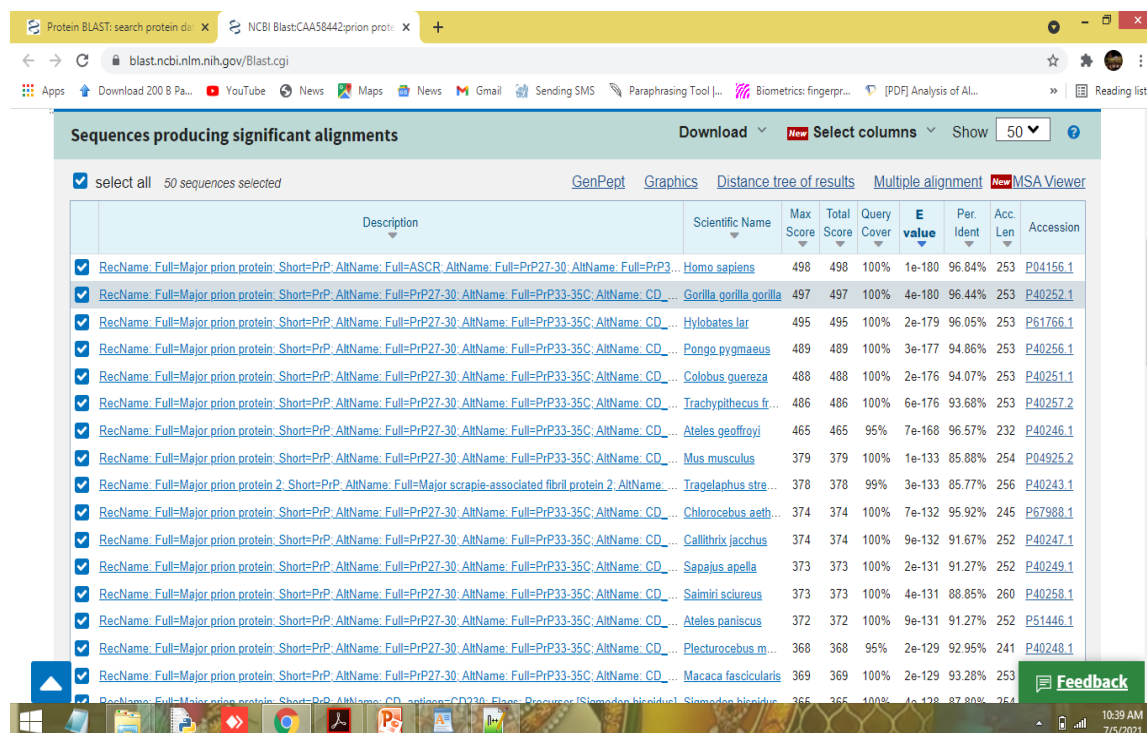 Protein BLAST: search protein da
NCBI Blast:CAA58442:prion prote
blast.ncbi.nlm.nih.gov/Blast.cgi
Apps Download 200 B Pa... YouTube News Maps News Gmail Sending SMS Paraphrasing Tool |... Biometrics: fingerpr... [PDF] Analysis of Al... » Reading list
Sequences producing significant alignments Download New Select columns Show 50
select all 50 sequences selected GenPept Graphics Distance tree of results Multiple alignment New MSA Viewer
Description Scientific Name Max Score Total Score Query Cover E value Per. Ident Acc. Len Accession
RecName: Full=Major prion protein; Short=PrP; AltName: Full=ASCR; AltName: Full=PrP27-30; AltName: Full=PrP3... Homo sapiens 498 498 100% 1e-180 96.84% 253 P04156.1
RecName: Full=Major prion protein; Short=PrP; AltName: Full=PrP27-30; AltName: Full=PrP33-35C; AltName: CD_... Gorilla gorilla gorilla 497 497 100% 4e-180 96.44% 253 P40252.1
RecName: Full=Major prion protein; Short=PrP; AltName: Full=PrP27-30; AltName: Full=PrP33-35C; AltName: CD_... Hylobates lar 495 495 100% 2e-179 96.05% 253 P61766.1
RecName: Full=Major prion protein; Short=PrP; AltName: Full=PrP27-30; AltName: Full=PrP33-35C; AltName: CD_... Pongo pygmaeus 489 489 100% 3e-177 94.86% 253 P40256.1
RecName: Full=Major prion protein; Short=PrP; AltName: Full=PrP27-30; AltName: Full=PrP33-35C; AltName: CD_... Colobus guereza 488 488 100% 2e-176 94.07% 253 P40251.1
RecName: Full=Major prion protein; Short=PrP; AltName: Full=PrP27-30; AltName: Full=PrP33-35C; AltName: CD_... Trachypithecus fr... 486 486 100% 6e-176 93.68% 253 P40257.2
RecName: Full=Major prion protein; Short=PrP; AltName: Full=PrP27-30; AltName: Full=PrP33-35C; AltName: CD_... Ateles geoffroyi 465 465 95% 7e-168 96.57% 232 P40246.1
RecName: Full=Major prion protein; Short=PrP; AltName: Full=PrP27-30; AltName: Full=PrP33-35C; AltName: CD_... Mus musculus 379 379 100% 1e-133 85.88% 254 P04925.2
RecName: Full=Major prion protein 2; Short=PrP; AltName: Full=Major scrapie-associated fibril protein 2; AltName: ... Tragelaphus stre... 378 378 99% 3e-133 85.77% 256 P40243.1
RecName: Full=Major prion protein; Short=PrP; AltName: Full=PrP27-30; AltName: Full=PrP33-35C; AltName: CD_... Chlorocebus aeth... 374 374 100% 7e-132 95.92% 245 P67988.1
RecName: Full=Major prion protein; Short=PrP; AltName: Full=PrP27-30; AltName: Full=PrP33-35C; AltName: CD_... Callithrix jacchus 374 374 100% 9e-132 91.67% 252 P40247.1
RecName: Full=Major prion protein; Short=PrP; AltName: Full=PrP27-30; AltName: Full=PrP33-35C; AltName: CD_... Sapajus apella 373 373 100% 2e-131 91.27% 252 P40249.1
RecName: Full=Major prion protein; Short=PrP; AltName: Full=PrP27-30; AltName: Full=PrP33-35C; AltName: CD_... Saimiri sciureus 373 373 100% 4e-131 88.85% 260 P40258.1
RecName: Full=Major prion protein; Short=PrP; AltName: Full=PrP27-30; AltName: Full=PrP33-35C; AltName: CD_... Ateles paniscus 372 372 100% 9e-131 91.27% 252 P51446.1
RecName: Full=Major prion protein; Short=PrP; AltName: Full=PrP27-30; AltName: Full=PrP33-35C; AltName: CD_... Plecturocebus m... 368 368 95% 2e-129 92.95% 241 P40248.1
RecName: Full=Major prion protein; Short=PrP; AltName: Full=PrP27-30; AltName: Full=PrP33-35C; AltName: CD_... Macaca fascicularis 369 369 100% 2e-129 93.28% 253
Feedback
10:39 AM
7/5/2021